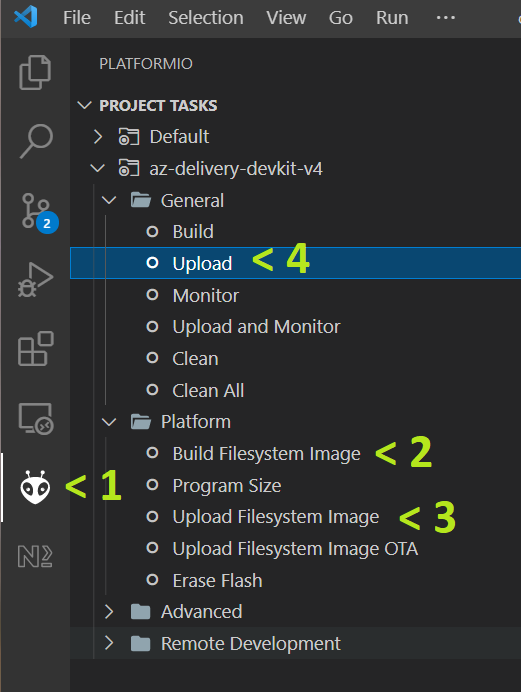 File Edit Selection View Go Run ···
PLATFORMIO
PROJECT TASKS
Default
az-delivery-devkit-v4
General
Build
Upload < 4
Monitor
Upload and Monitor
Clean
Clean All
Platform
Build Filesystem Image < 2
< 1 Program Size
Upload Filesystem Image < 3
Upload Filesystem Image OTA
Erase Flash
Advanced
Remote Development
2